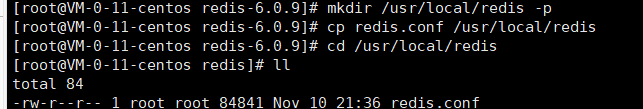 [root@VM-0-11-centos redis-6.0.9]# mkdir /usr/local/redis -p
[root@VM-0-11-centos redis-6.0.9]# cp redis.conf /usr/local/redis
[root@VM-0-11-centos redis-6.0.9]# cd /usr/local/redis
[root@VM-0-11-centos redis]# ll
total 84
-rw-r--r-- 1 root root 84841 Nov 10 21:36 redis.conf